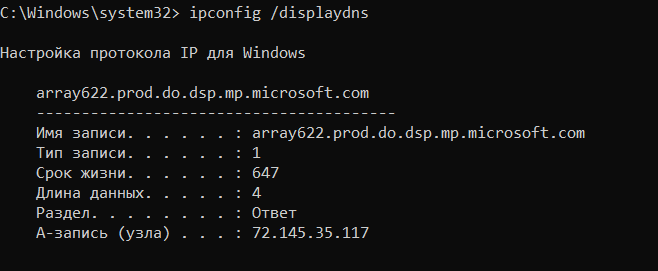 C:\Windows\system32> ipconfig /displaydns
Настройка протокола IP для Windows
array622.prod.do.dsp.mp.microsoft.com
----------------------------------------
Имя записи. . . . . . : array622.prod.do.dsp.mp.microsoft.com
Тип записи. . . . . . : 1
Срок жизни. . . . . . : 647
Длина данных. . . . . : 4
Раздел. . . . . . . . : Ответ
А-запись (узла) . . . : 72.145.35.117